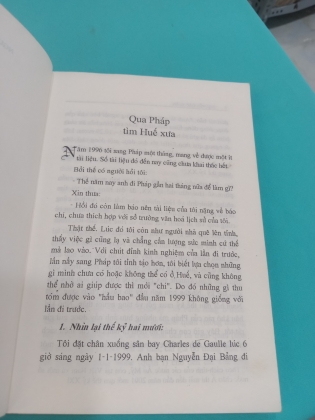 Qua Pháp
tìm Huế xưa
Năm 1996 tôi sang Pháp một tháng, mang về được một ít
tài liệu. Số tài liệu đó đến nay cũng chưa khai thác hết.
Bởi thế có người hỏi tôi:
- Thế năm nay anh đi Pháp gần hai tháng nữa để làm gì?
Xin thưa:
- Hồi đó còn làm báo nên tài liệu của tôi nặng về báo
chí, chưa thích hợp với sở trường văn hoá lịch sử của tôi.
Thật thế. Lúc đó tôi còn như người nhà quê lên tỉnh,
thấy việc gì cũng lạ và chẳng cần lượng sức mình cứ thế
mà lao vào. Với chút đỉnh kinh nghiệm của lần đi trước,
lần nầy sang Pháp tôi tỉnh táo hơn, tôi biết lựa chọn những
gì mình chưa có hoặc không thể có ở Huế, và cũng không
thể nhờ ai giúp được thì mới "chi". Do đó những gì thu
tóm được vào "hầu bao" đầu năm 1999 không giống với
lần đi trước.
1. Nhìn lại thế kỷ hai mươi:
Tôi đặt chân xuống sân bay Charles de Gaulle lúc 6
giờ sáng ngày 1-1-1999. Anh bạn Nguyễn Đại Bảng đi